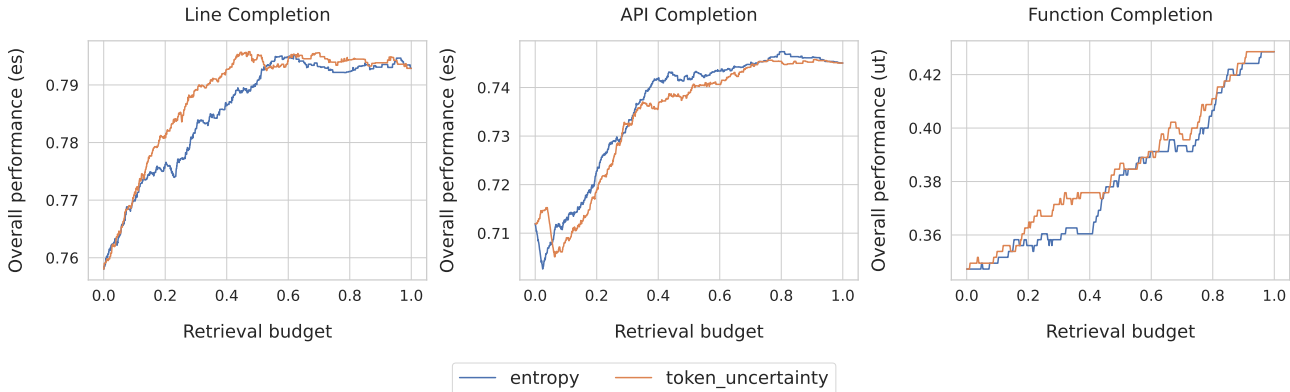 Line Completion
API Completion
Function Completion
Overall performance (es)
0.79
0.78
0.77
0.76
0.0 0.2 0.4 0.6 0.8 1.0
Retrieval budget
Overall performance (es)
0.74
0.73
0.72
0.71
0.0 0.2 0.4 0.6 0.8 1.0
Retrieval budget
Overall performance (ut)
0.42
0.40
0.38
0.36
0.0 0.2 0.4 0.6 0.8 1.0
Retrieval budget
entropy token_uncertainty